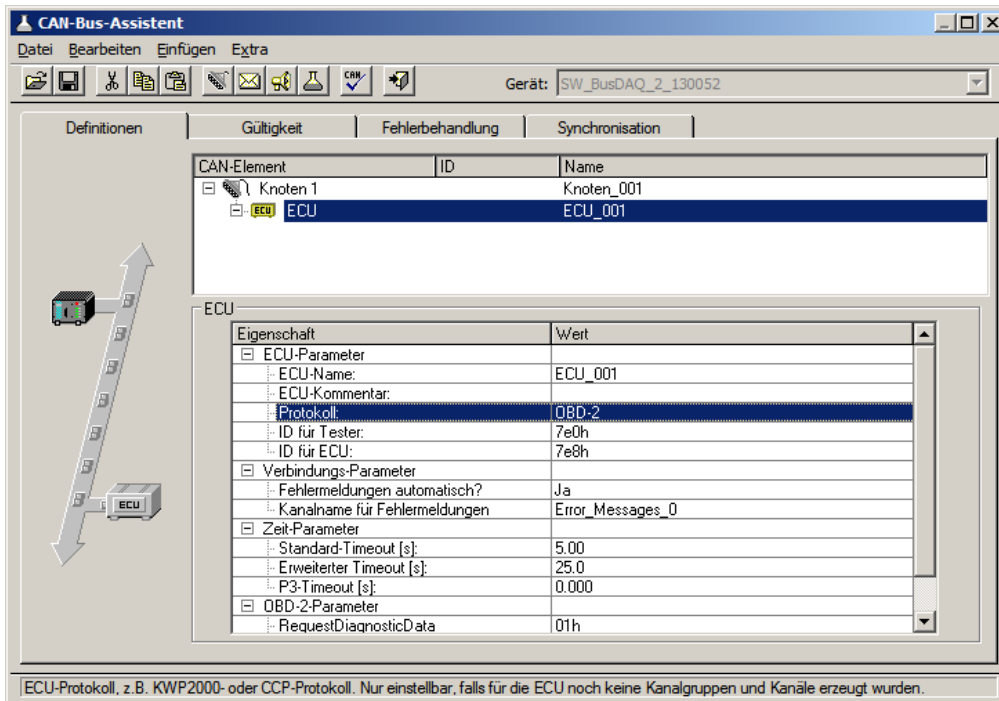 CAN-Bus-Assistent
Datei Bearbeiten Einfügen Extra
CAN Gerät: SW_BusDAQ_2_130052
Definitionen Gültigkeit Fehlerbehandlung Synchronisation
CAN-Element ID Name
Knoten 1 Knoten_001
ECU ECU ECU_001
ECU
Eigenschaft Wert
ECU-Parameter
ECU-Name: ECU_001
ECU-Kommentar:
Protokoll: OBD-2
ID für Tester: 7e0h
ID für ECU: 7e8h
Verbindungs-Parameter
Fehlermeldungen automatisch? Ja
Kanalname für Fehlermeldungen Error_Messages_0
ECU
Zeit-Parameter
Standard-Timeout [s]: 5.00
Erweiterter Timeout [s]: 25.0
P3-Timeout [s]: 0.000
OBD-2-Parameter
RequestDiagnosticData 01h
ECU-Protokoll, z.B. KWP2000- oder CCP-Protokoll. Nur einstellbar, falls für die ECU noch keine Kanalgruppen und Kanäle erzeugt wurden.